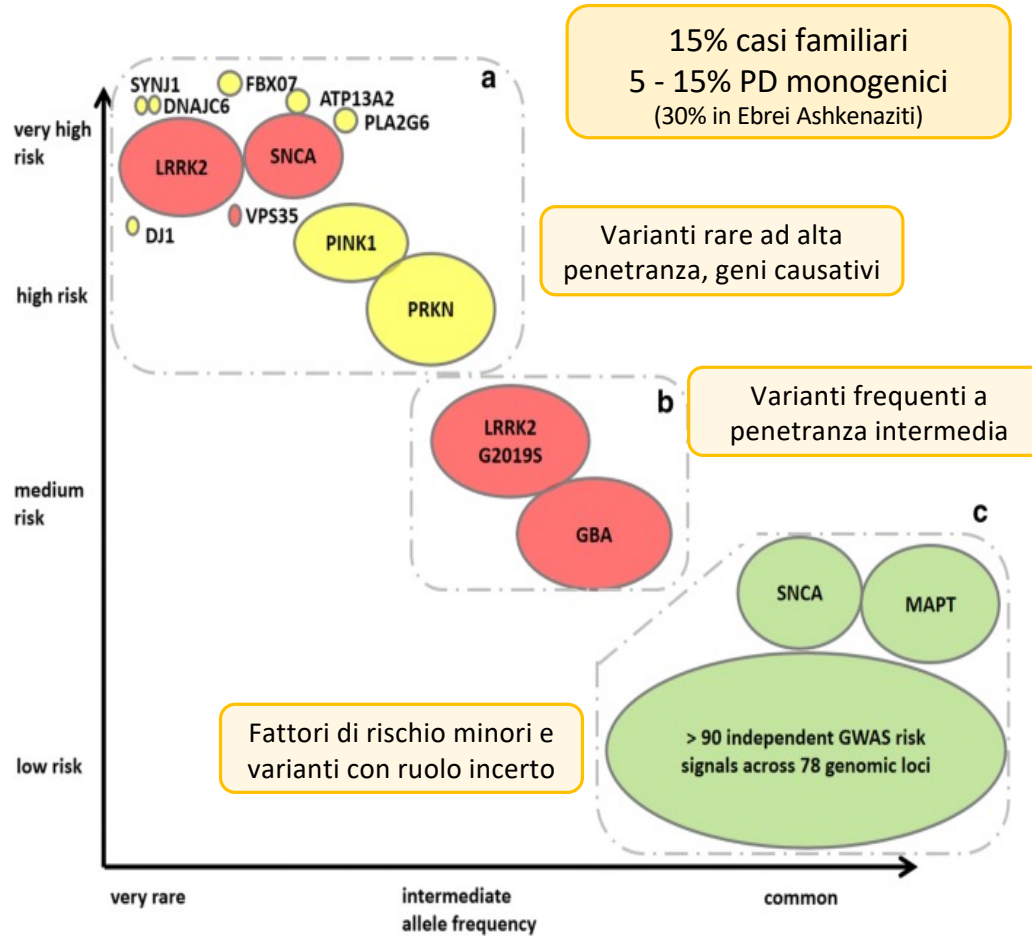 15% casi familiari
5 - 15% PD monogenici
(30% in Ebrei Ashkenaziti)
a
SYNJ1
DNAJC6
FBX07
ATP13A2
PLA2G6
very high
risk
LRRK2
SNCA
DJ1
VPS35
PINK1
Varianti rare ad alta
penetranza, geni causativi
high risk
PRKN
b
LRRK2
G2019S
Varianti frequenti a
penetranza intermedia
medium
risk
GBA
c
SNCA
MAPT
Fattori di rischio minori e
varianti con ruolo incerto
> 90 independent GWAS risk
signals across 78 genomic loci
low risk
very rare
intermediate
allele frequency
common